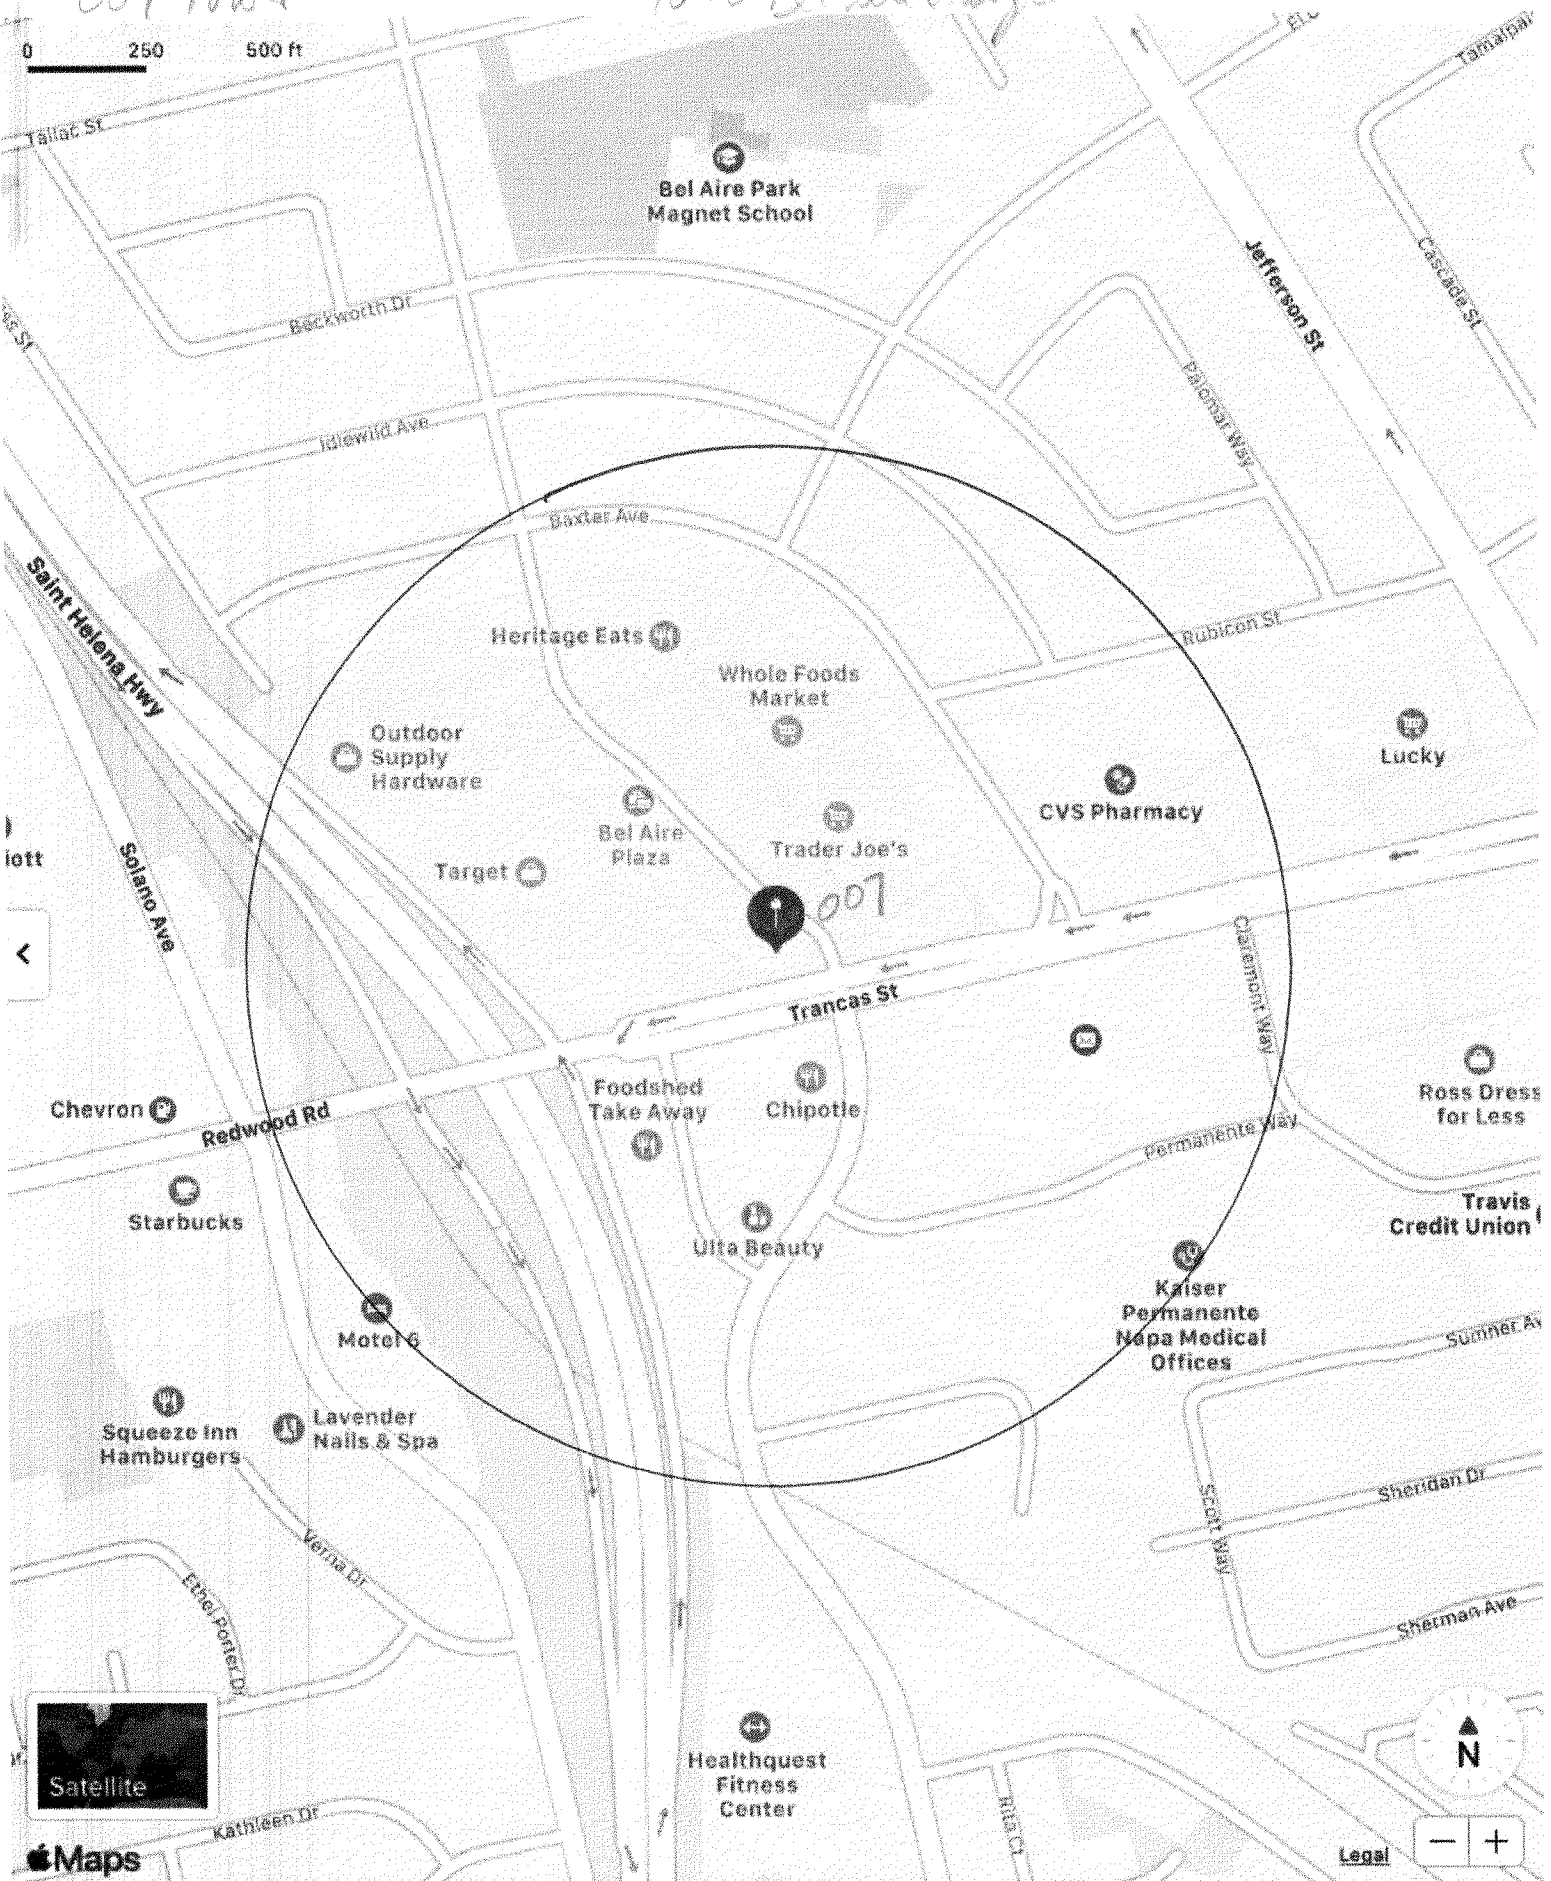 0 250 500 ft
Tallac St
Bel Aire Park
Magnet School
Tamalpai
Jefferson St
Cascade St
Beckworth Dr
ss St
Palomar Way
Idlewild Ave
Baxter Ave
Saint Helena Hwy
Rubicon St
Heritage Eats
Whole Foods
Market
Outdoor
Supply
Hardware
Lucky
CVS Pharmacy
Bel Aire
Plaza
Trader Joe's
iott
Target
007
Solano Ave
Claremont Way
Trancas St
Foodshed
Take Away
Chipotle
Chevron
Redwood Rd
Ross Dress
for Less
Permanente Way
Starbucks
Travis
Credit Union
Ulta Beauty
Kaiser
Permanente
Napa Medical
Offices
Motel 6
Sumner Av
Squeeze Inn
Hamburgers
Lavender
Nails & Spa
Sheridan Dr
Scott Way
Verna Dr
Ethel Porter Dr
Sherman Ave
Healthquest
Fitness
Center
N
Satellite
Kathleen Dr
Rita Ct
Maps
Legal